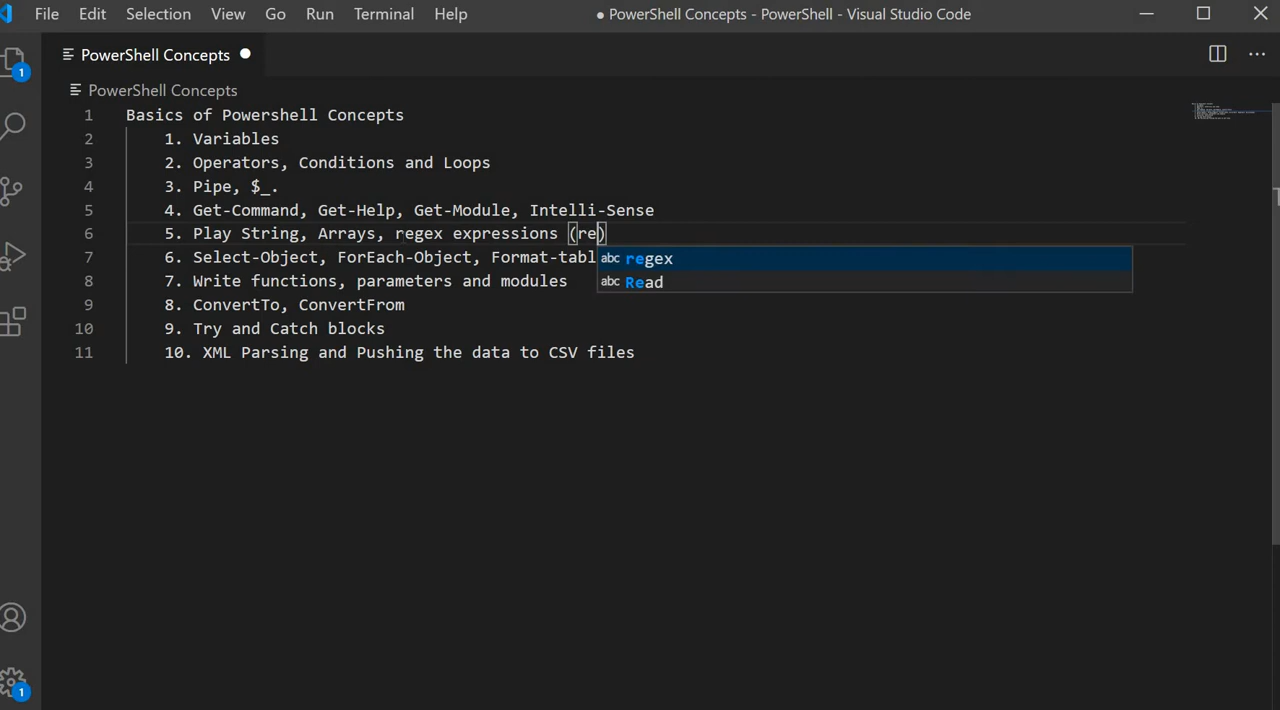 File Edit Selection View Go Run Terminal Help ● PowerShell Concepts - PowerShell - Visual Studio Code
PowerShell Concepts
PowerShell Concepts
1 Basics of Powershell Concepts
2 1. Variables
3 2. Operators, Conditions and Loops
4 3. Pipe, $_.
5 4. Get-Command, Get-Help, Get-Module, Intelli-Sense
6 5. Play String, Arrays, regex expressions (re)
abc regex
7 6. Select-Object, ForEach-Object, Format-tabl
abc Read
8 7. Write functions, parameters and modules
9 8. ConvertTo, ConvertFrom
10 9. Try and Catch blocks
11 10. XML Parsing and Pushing the data to CSV files
1
1